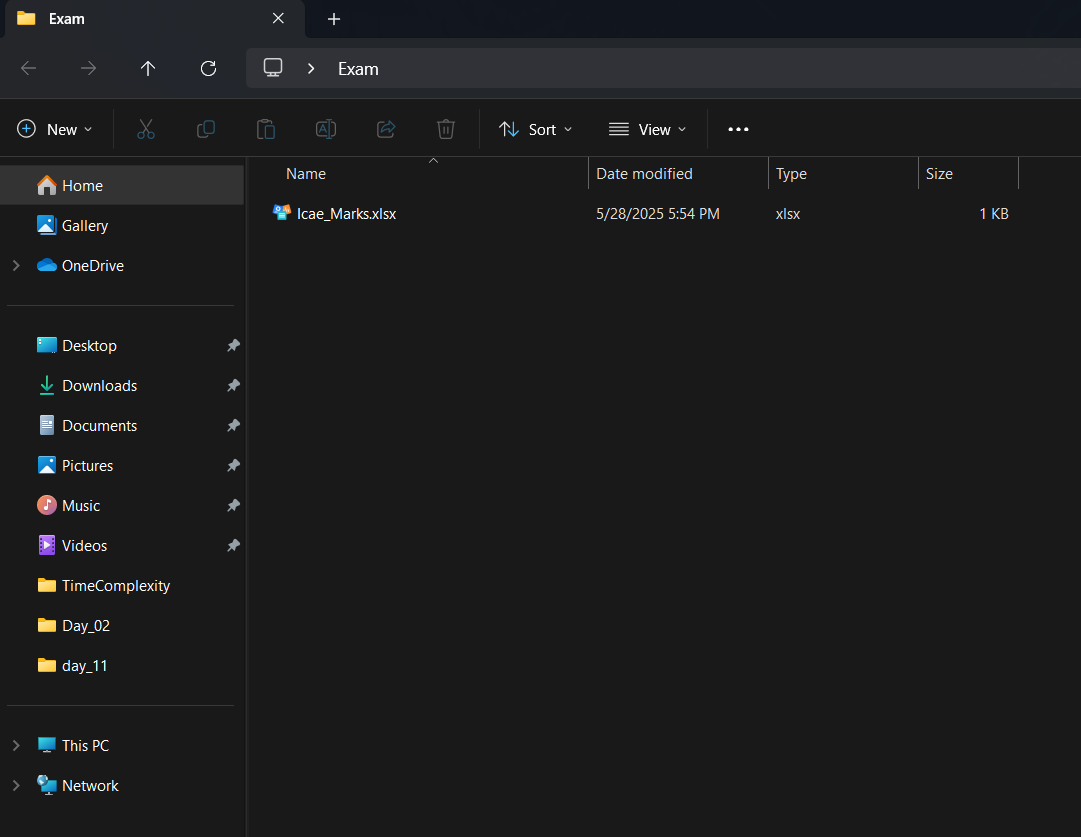 Exam
Exam
New
Sort
View
Name Date modified Type Size
Icae_Marks.xlsx 5/28/2025 5:54 PM xlsx 1 KB
Home
Gallery
OneDrive
Desktop
Downloads
Documents
Pictures
Music
Videos
TimeComplexity
Day_02
day_11
This PC
Network